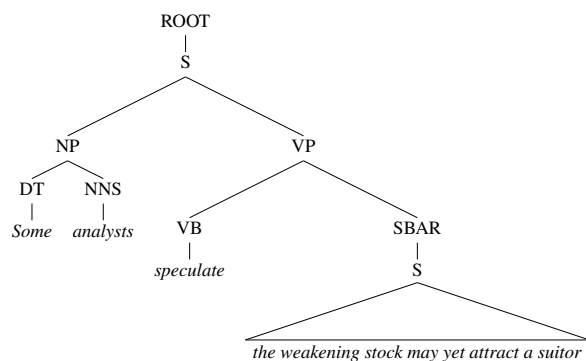 ROOT
S
NP VP
DT NNS VB SBAR
Some analysts speculate S
the weakening stock may yet attract a suitor